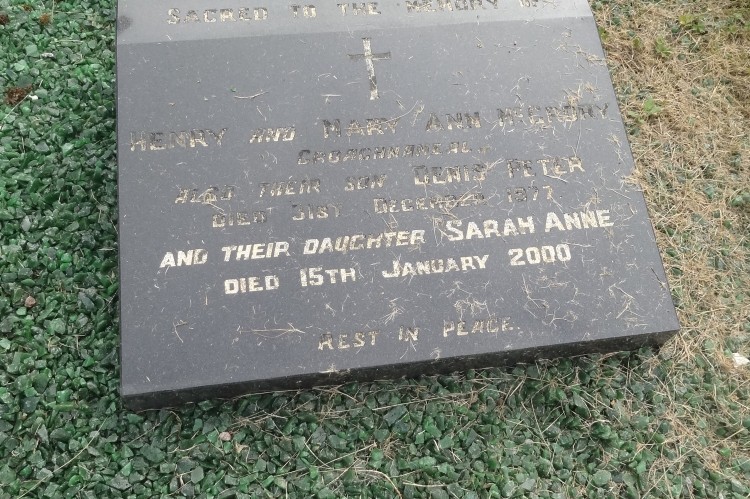 SACRED TO THE MEMORY OF
HENRY AND MARY ANN
ALSO THEIR SON DENIS PETER
DIED 31ST DECEMBER 1977
AND THEIR DAUGHTER SARAH ANNE
DIED 15TH JANUARY 2000
REST IN PEACE